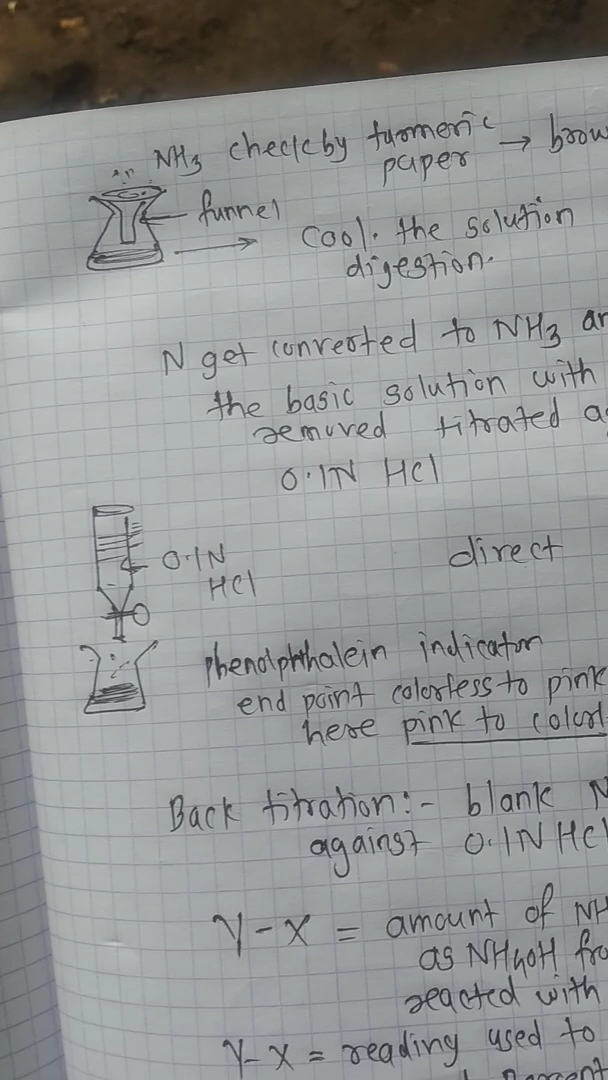 NH3 check by turmeric → brow
paper
funnel
cool. the solution
digestion.
N get converted to NH3 an
the basic solution with
removed titrated ag
0.1N HCl
0.1N
HCl
direct
phenolphthalein indicator
end point colorless to pink
here pink to colorl
Back titration:- blank N
against 0.1N HCl
Y-X = amount of NH
as NH4OH fro
reacted with
Y-X = reading used to